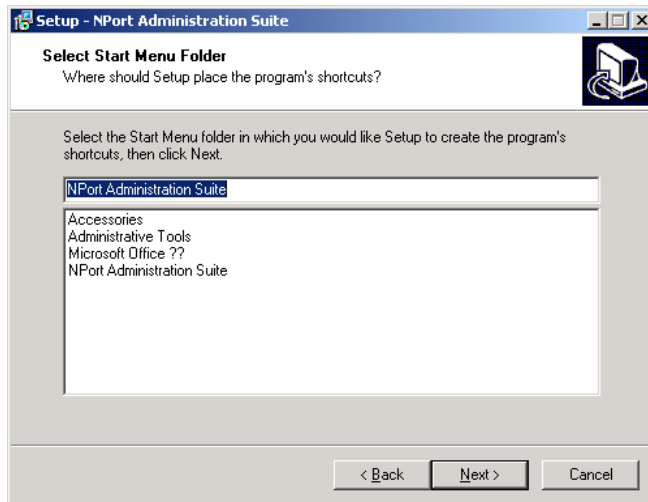 Setup - NPort Administration Suite
Select Start Menu Folder
Where should Setup place the program's shortcuts?
Select the Start Menu folder in which you would like Setup to create the program's
shortcuts, then click Next.
NPort Administration Suite
Accessories
Administrative Tools
Microsoft Office ??
NPort Administration Suite
< Back
Next >
Cancel